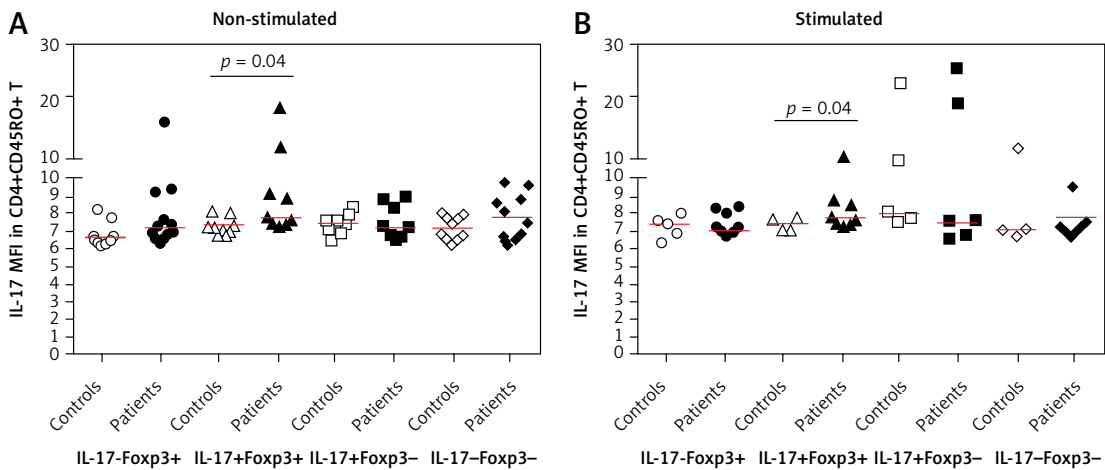 A
Non-stimulated
IL-17 MFI in CD4+CD45RO+ T
30
20
10
10
9
8
7
6
5
4
3
2
1
0
p = 0.04
Controls
Patients
Controls
Patients
Controls
Patients
Controls
Patients
IL-17-Foxp3+ IL-17+Foxp3+ IL-17+Foxp3– IL-17–Foxp3–
B
Stimulated
IL-17 MFI in CD4+CD45RO+ T
30
20
10
10
9
8
7
6
5
4
3
2
1
0
p = 0.04
Controls
Patients
Controls
Patients
Controls
Patients
Controls
Patients
IL-17-Foxp3+ IL-17+Foxp3+ IL-17+Foxp3– IL-17–Foxp3–